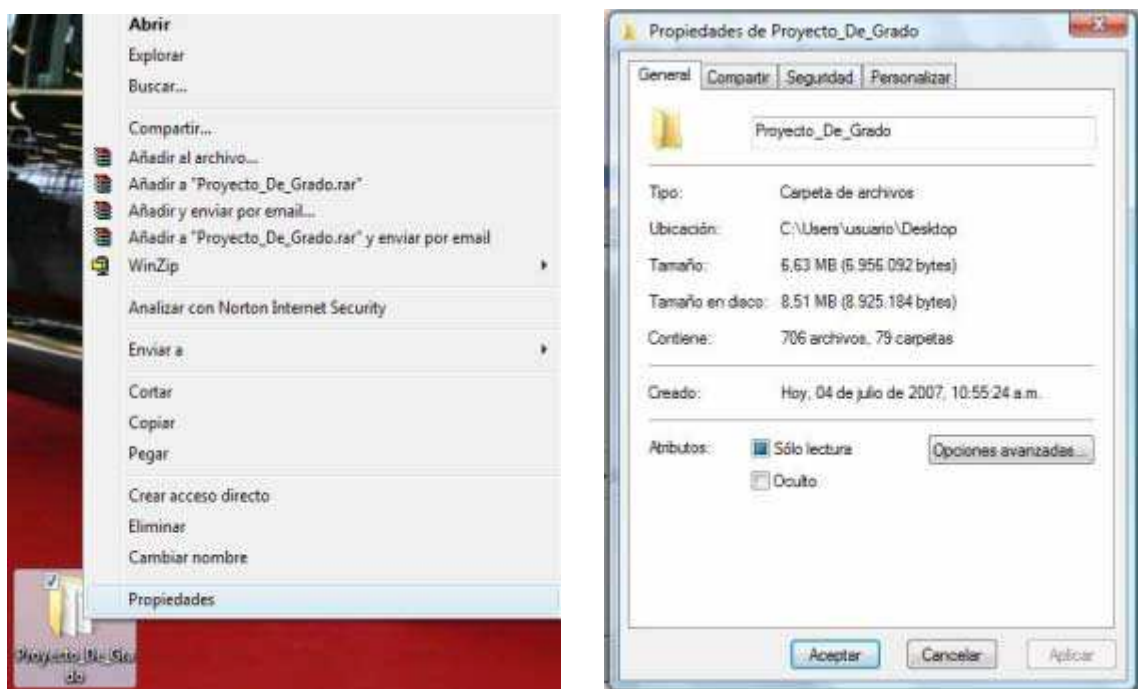 Abrir
Explorar
Buscar...
Compartir...
Añadir al archivo...
Añadir a "Proyecto_De_Grado.rar"
Añadir y enviar por email...
Añadir a "Proyecto_De_Grado.rar" y enviar por email
WinZip
Analizar con Norton Internet Security
Enviar a
Cortar
Copiar
Pegar
Crear acceso directo
Eliminar
Cambiar nombre
Propiedades
Proyecto_De_Gra
do
Propiedades de Proyecto_De_Grado
General Compartir Seguridad Personalizar
Proyecto_De_Grado
Tipo: Carpeta de archivos
Ubicación: C:\Users\usuario\Desktop
Tamaño: 6,63 MB (6.956.092 bytes)
Tamaño en disco: 8,51 MB (8.925.184 bytes)
Contiene: 706 archivos, 79 carpetas
Creado: Hoy, 04 de julio de 2007, 10:55:24 a.m.
Atributos: Sólo lectura Opciones avanzadas...
Oculto
Aceptar Cancelar Aplicar